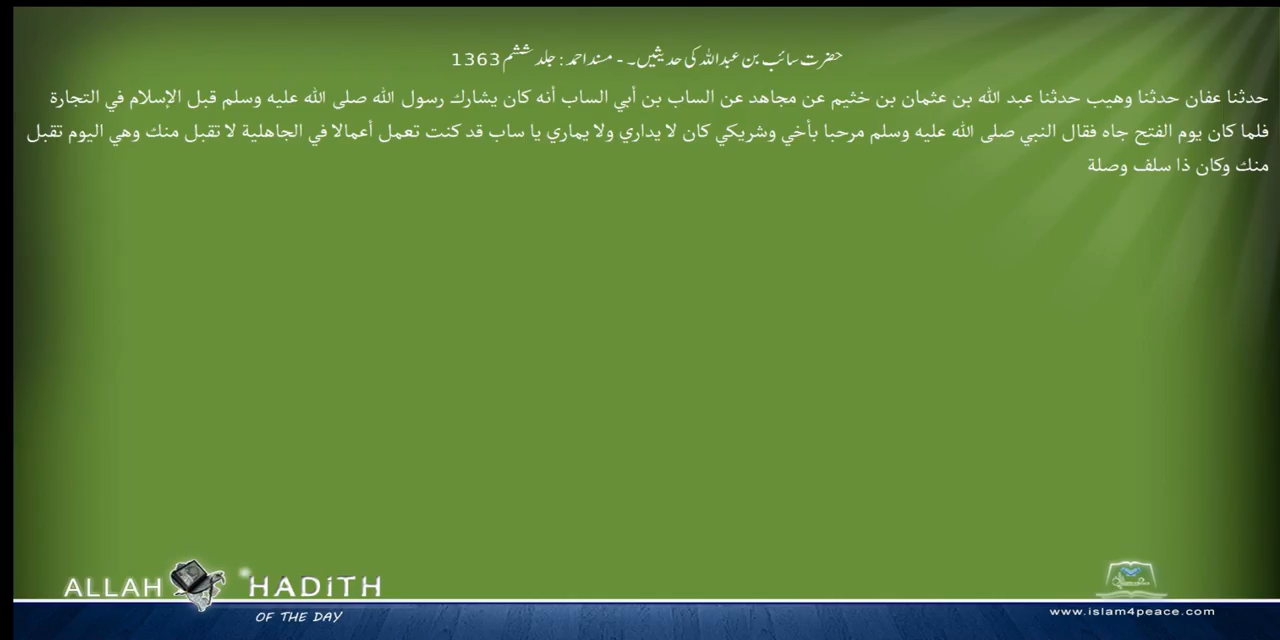 حضرت سائب بن عبداللہ کی حدیثیں۔ - مسند احمد : جلد ششم 1363
حدثنا عفان حدثنا وهيب حدثنا عبد الله بن عثمان بن خثيم عن مجاهد عن الساب بن أبي الساب أنه كان يشارك رسول الله صلى الله عليه وسلم قبل الإسلام في التجارة
فلما كان يوم الفتح جاه فقال النبي صلى الله عليه وسلم مرحبا بأخي وشريكي كان لا يداري ولا يماري يا ساب قد كنت تعمل أعمالا في الجاهلية لا تقبل منك وهي اليوم تقبل
منك وكان ذا سلف وصلة
ALLAH HADITH
OF THE DAY
www.islam4peace.com